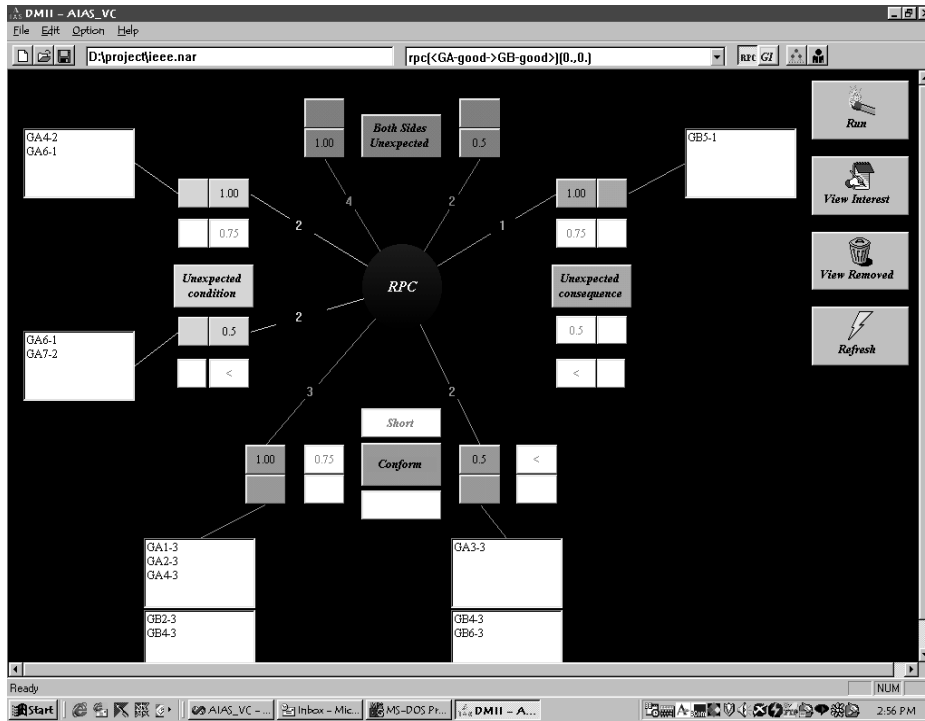 DMII - AIAS_VC
File Edit Option Help
D:\project\ieee.nar
rpc(<GA-good->GB-good>)(0.,0.)
RPC GI
GA4-2
GA6-1
1.00
Both Sides
Unexpected
0.5
GB5-1
Run
1.00
4
2
1.00
View Interest
2
1
0.75
0.75
Unexpected
condition
RPC
Unexpected
consequence
View Removed
2
0.5
0.5
GA6-1
GA7-2
Refresh
<
<
3
2
Short
1.00
0.75
Conform
0.5
<
GA1-3
GA2-3
GA4-3
GA3-3
GB2-3
GB4-3
GB4-3
GB6-3
Ready
NUM
Start
AIAS_VC - ...
Inbox - Mic...
MS-DOS Pr...
DMII - A...
2:56 PM